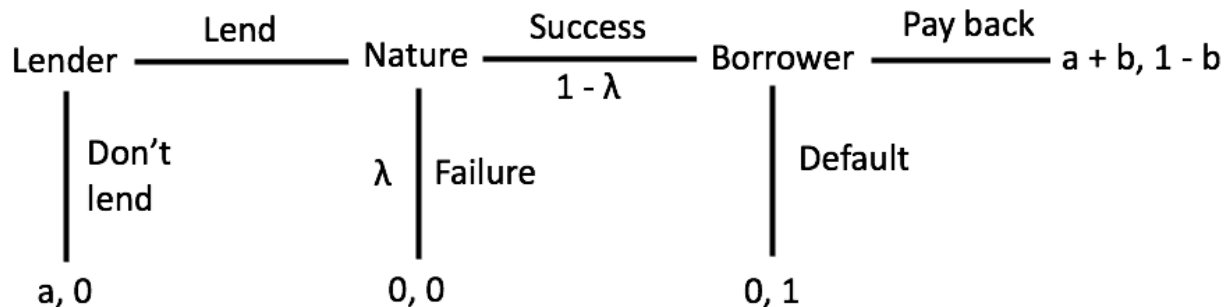 Lend
Success
Pay back
Lender
Nature
Borrower
a + b, 1 - b
1 - λ
Don't
lend
λ
Failure
Default
a, 0
0, 0
0, 1